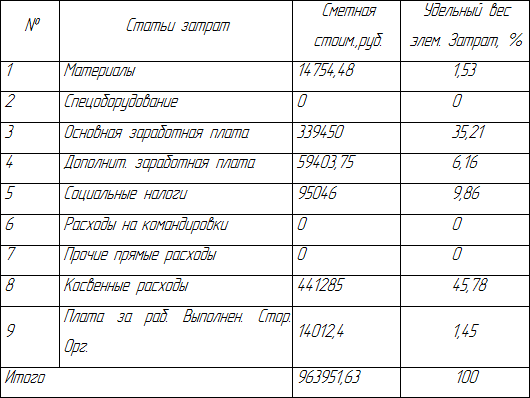 № Статьи затрат Сметная стоим.,руб. Удельный вес элем. Затрат, %
1 Материалы 14754,48 1,53
2 Спецоборудование 0 0
3 Основная заработная плата 339450 35,21
4 Дополнит. заработная плата 59403,75 6,16
5 Социальные налоги 95046 9,86
6 Расходы на командировки 0 0
7 Прочие прямые расходы 0 0
8 Косвенные расходы 441285 45,78
9 Плата за раб. Выполнен. Стор. Орг. 14012,4 1,45
Итого 963951,63 100